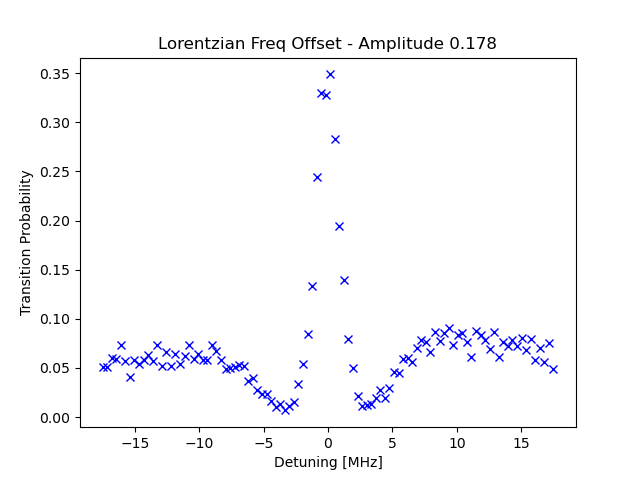 Lorentzian Freq Offset - Amplitude 0.178
Transition Probability
0.35
0.30
0.25
0.20
0.15
0.10
0.05
0.00
−15 −10 −5 0 5 10 15
Detuning [MHz]